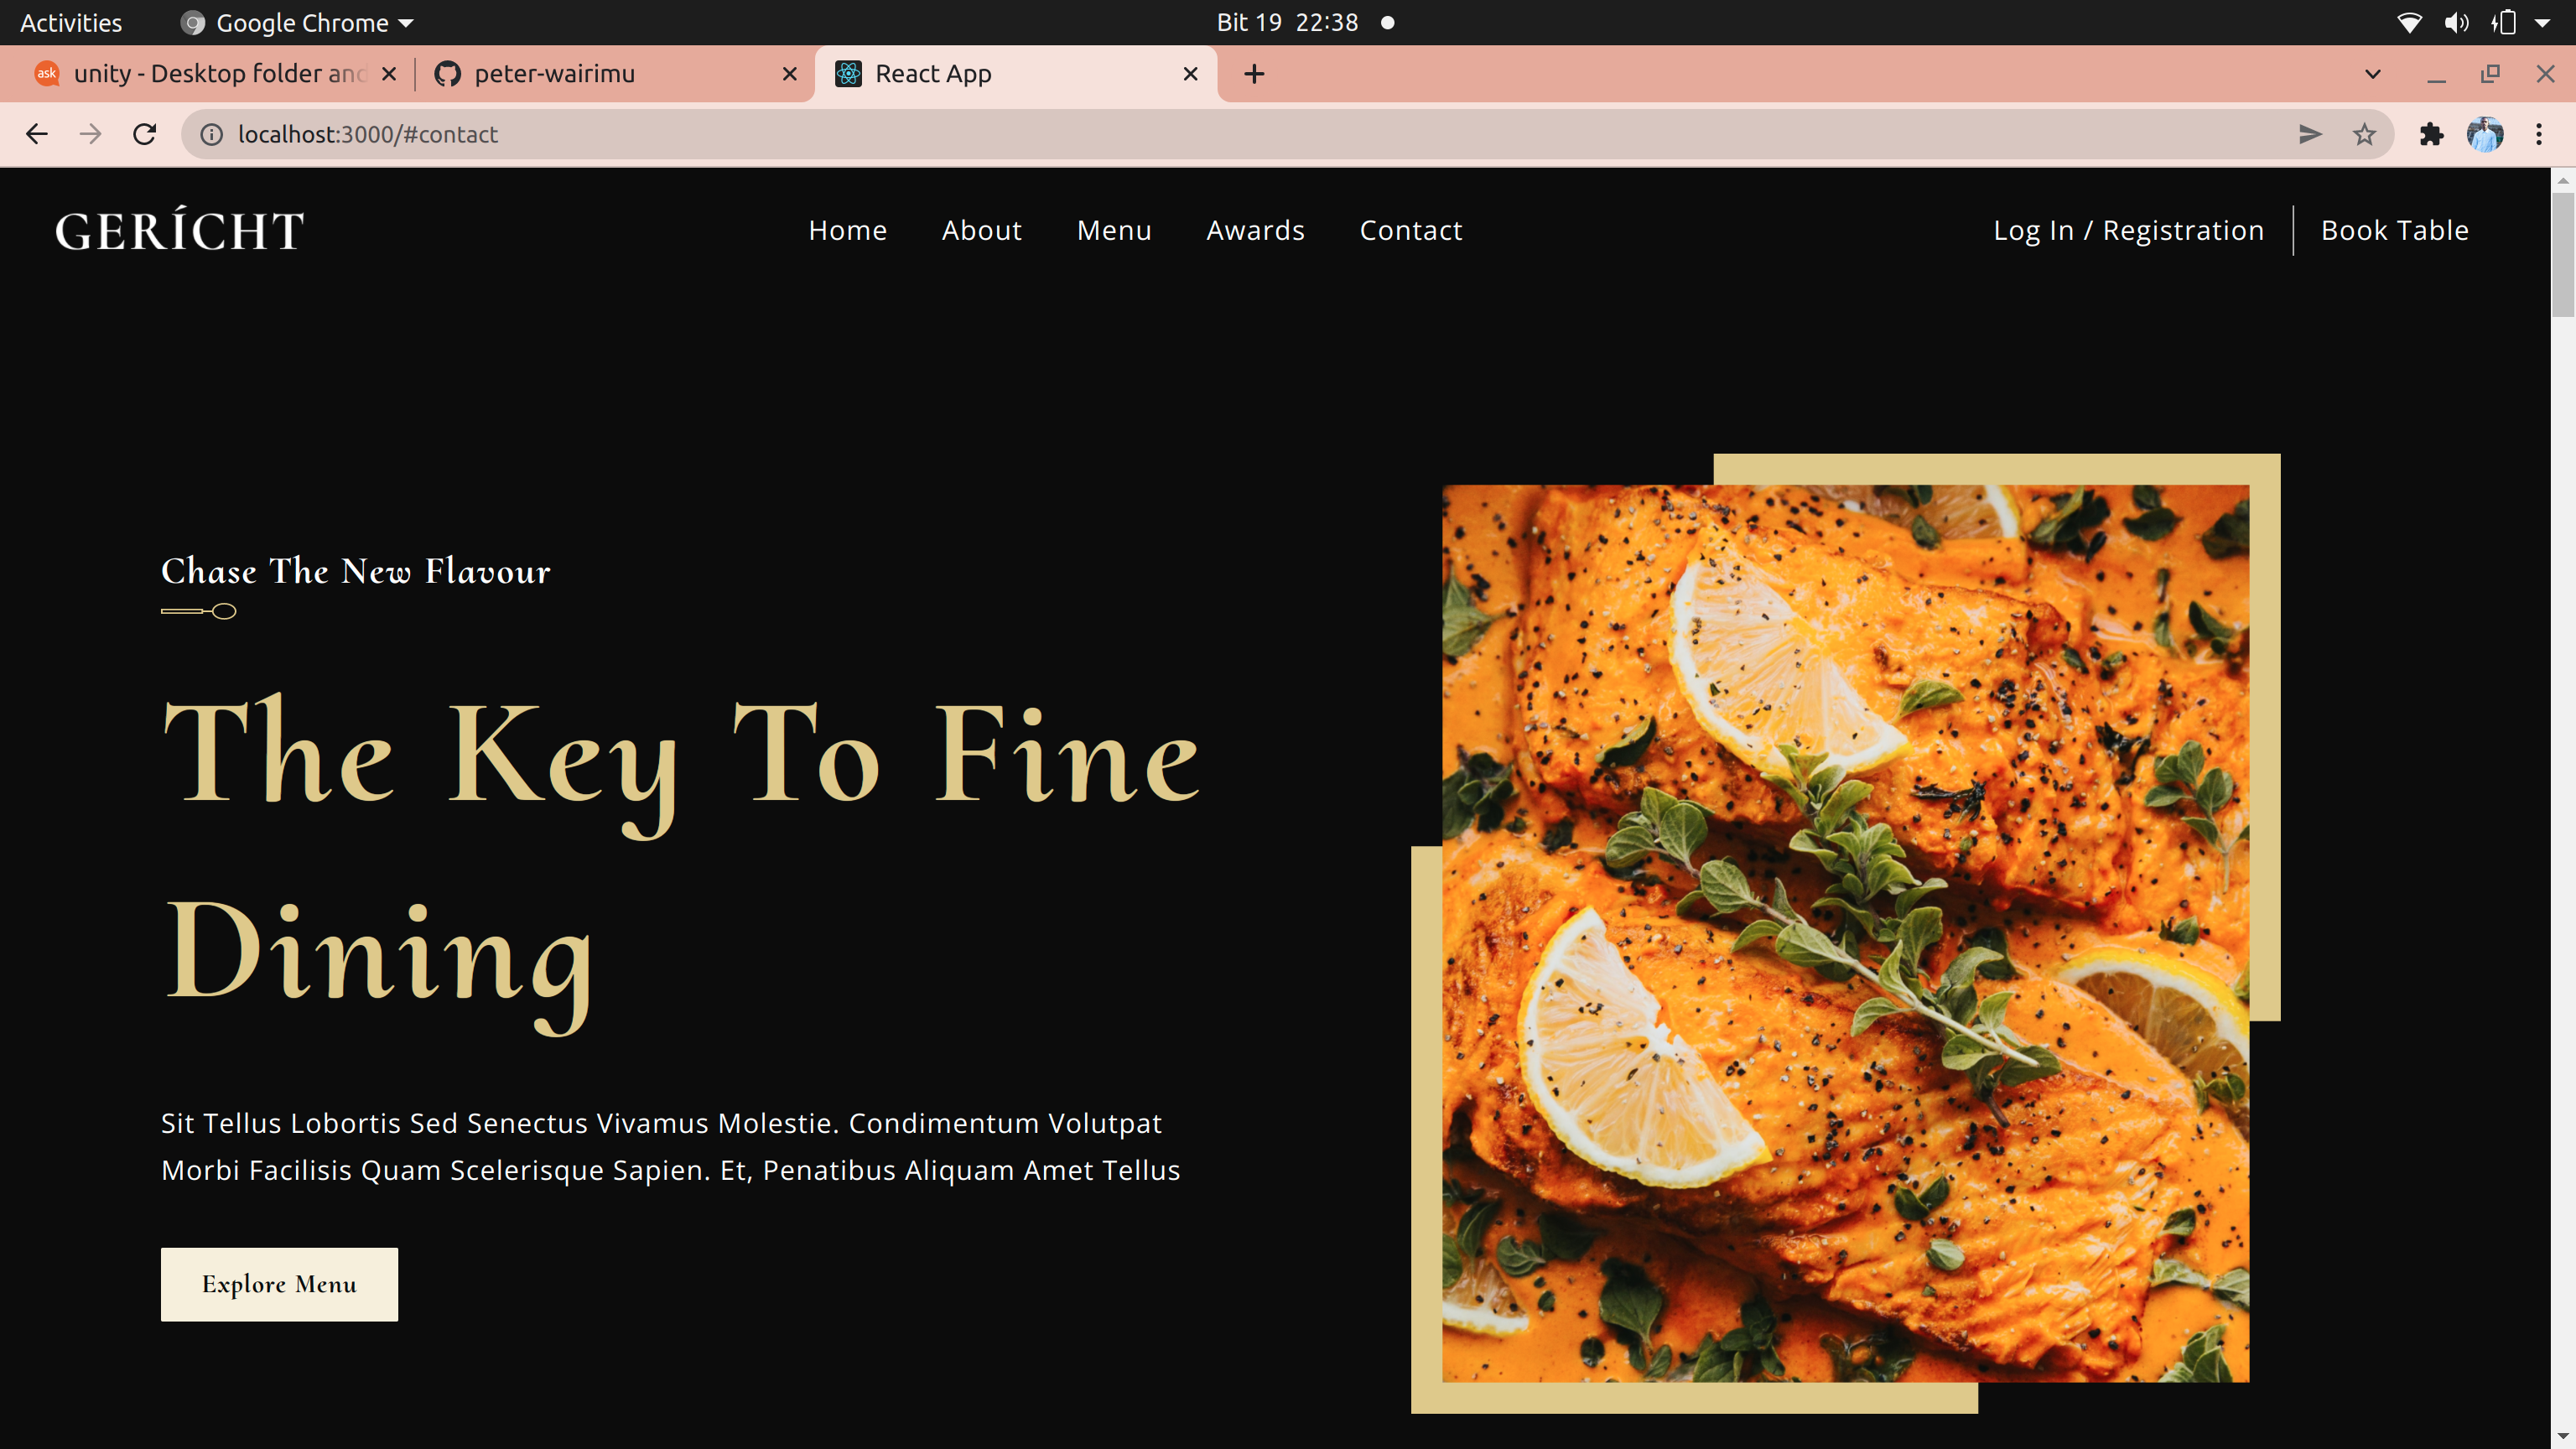 Activities
Google Chrome
Bit 19 22:38
ask
unity - Desktop folder and
peter-wairimu
React App
localhost:3000/#contact
GERÍCHT
Home
About
Menu
Awards
Contact
Log In / Registration
Book Table
Chase The New Flavour
The Key To Fine
Dining
Sit Tellus Lobortis Sed Senectus Vivamus Molestie. Condimentum Volutpat
Morbi Facilisis Quam Scelerisque Sapien. Et, Penatibus Aliquam Amet Tellus
Explore Menu